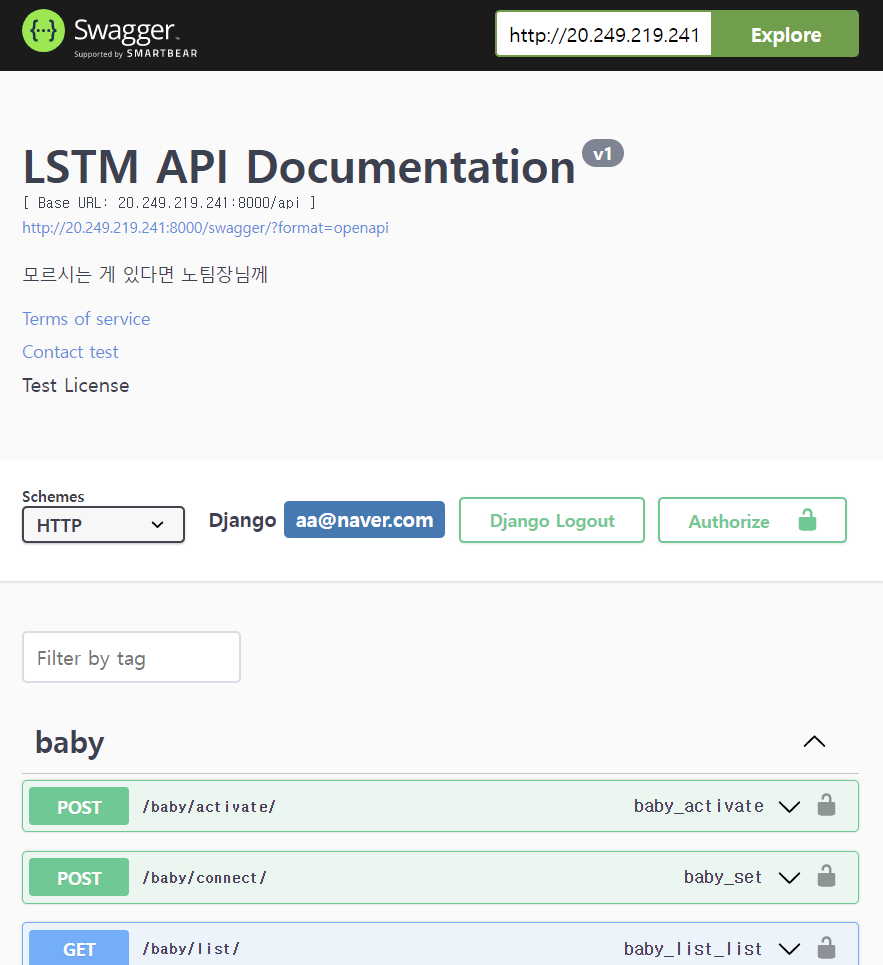 Swagger
Supported by SMARTBEAR
http://20.249.219.241
Explore
LSTM API Documentation v1
[ Base URL: 20.249.219.241:8000/api ]
http://20.249.219.241:8000/swagger/?format=openapi
모르시는 게 있다면 노팀장님께
Terms of service
Contact test
Test License
Schemes
HTTP
Django aa@naver.com
Django Logout
Authorize
Filter by tag
baby
POST /baby/activate/ baby_activate
POST /baby/connect/ baby_set
GET /baby/list/ baby_list_list